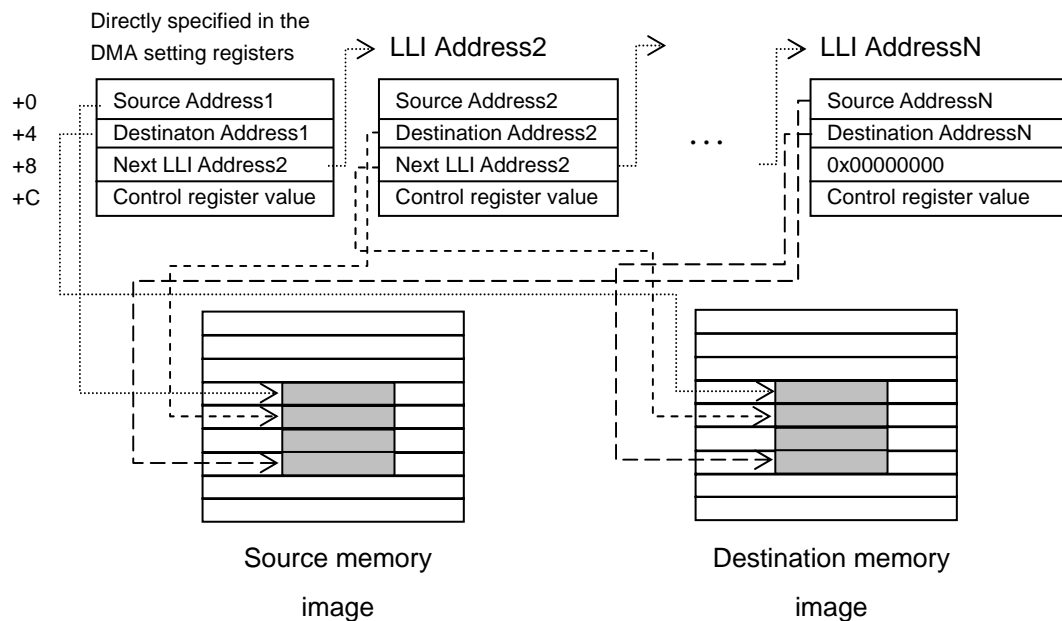 Directly specified in the
DMA setting registers
LLI Address2
LLI AddressN
+0
Source Address1
Source Address2
Source AddressN
+4
Destinaton Address1
Destination Address2
Destination AddressN
+8
Next LLI Address2
Next LLI Address2
...
0x00000000
+C
Control register value
Control register value
Control register value
Source memory
image
Destination memory
image